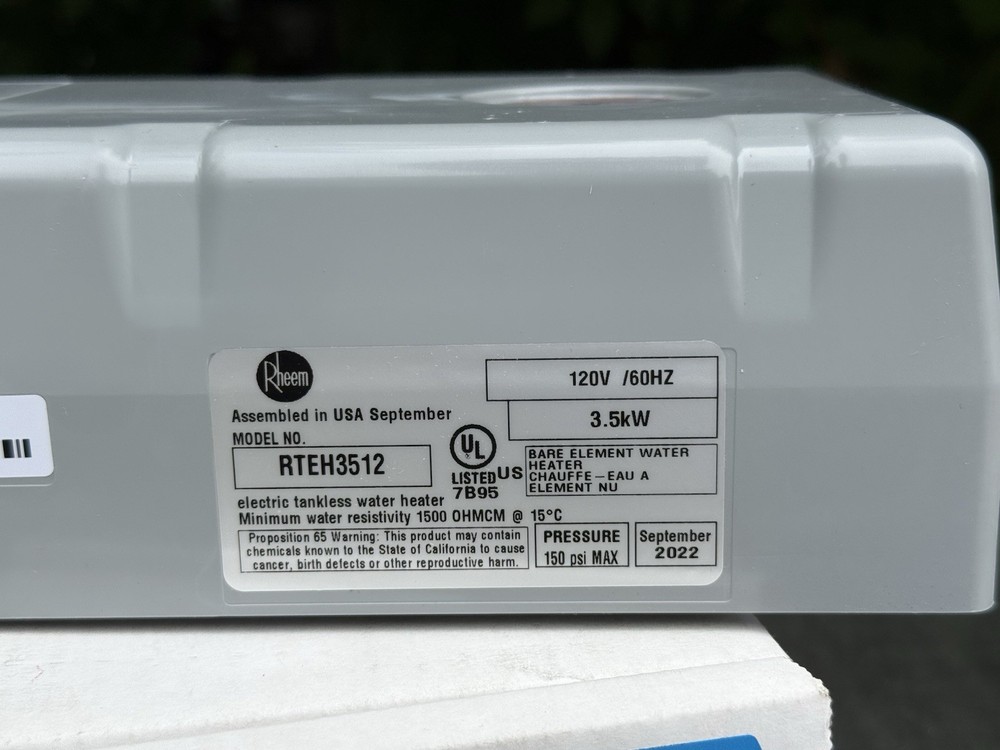 Rheem
120V /60HZ
Assembled in USA September
3.5kW
MODEL NO.
RTEH3512
UL
LISTED US
7B95
BARE ELEMENT WATER
HEATER
CHAUFFE-EAU A
ELEMENT NU
electric tankless water heater
Minimum water resistivity 1500 OHMCM @ 15°C
Proposition 65 Warning: This product may contain
chemicals known to the State of California to cause
cancer, birth defects or other reproductive harm.
PRESSURE
150 psi MAX
September
2022